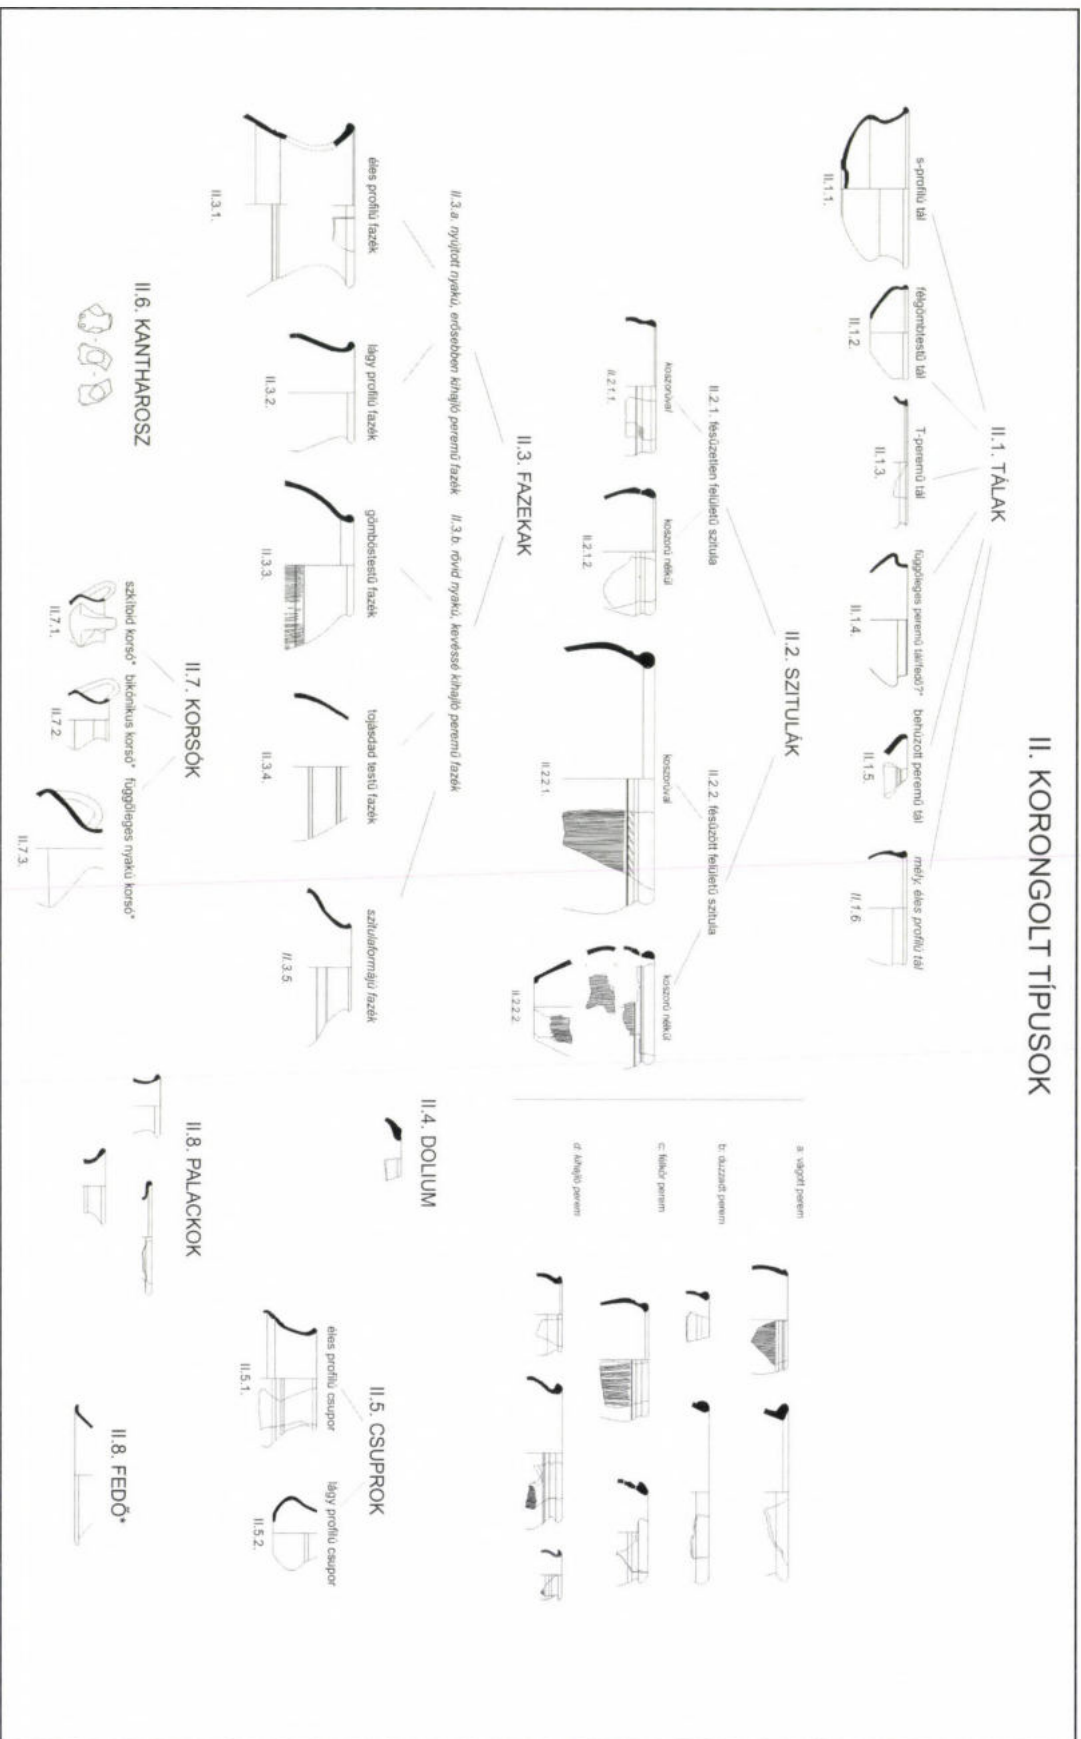 II. KORONGOLT TÍPUSOK
II.1. TÁLAK
s-profilú tál
félgömbtestű tál
T-peremű tál
függőleges peremű tál/fedő?*
behúzott peremű tál
mély, éles profilú tál
II.1.1.
II.1.2.
II.1.3.
II.1.4.
II.1.5.
II.1.6.
II.2. SZITULÁK
II.2.1. fésűzetlen felületű szitula
II.2.2. fésűzött felületű szitula
koszorúval
koszorú nélkül
koszorúval
koszorú nélkül
II.2.1.1.
II.2.1.2.
II.2.2.1.
II.2.2.2.
a: vágott perem
b: duzzadt perem
c: félkör perem
d: kihajló perem
II.3. FAZEKAK
II.3.a. nyújtott nyakú, erősebben kihajló peremű fazék
II.3.b. rövid nyakú, kevéssé kihajló peremű fazék
éles profilú fazék
lágy profilú fazék
gömböstestű fazék
tojásdad testű fazék
szitulaformájú fazék
II.3.1.
II.3.2.
II.3.3.
II.3.4.
II.3.5
II.4. DOLIUM
II.5. CSUPROK
éles profilú csupor
lágy profilú csupor
II.5.1.
II.5.2.
II.6. KANTHAROSZ
II.7. KORSÓK
szkítoid korsó*
bikónikus korsó*
függőleges nyakú korsó*
II.7.1.
II.7.2.
II.7.3.
II.8. PALACKOK
II.8. FEDŐ*